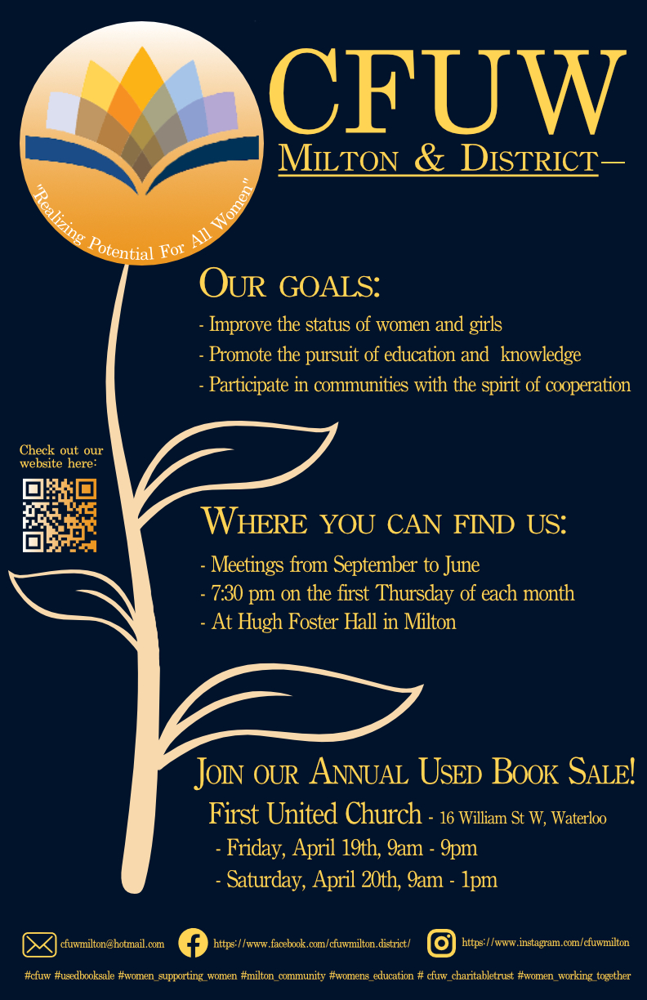 CFUW
MILTON & DISTRICT—
"Realizing Potential For All Women"
OUR GOALS:
- Improve the status of women and girls
- Promote the pursuit of education and  knowledge
- Participate in communities with the spirit of cooperation
Check out our
website here:
WHERE YOU CAN FIND US:
- Meetings from September to June
- 7:30 pm on the first Thursday of each month
- At Hugh Foster Hall in Milton
JOIN OUR ANNUAL USED BOOK SALE!
First United Church - 16 William St W, Waterloo
- Friday, April 19th, 9am - 9pm
- Saturday, April 20th, 9am - 1pm
cfuwmilton@hotmail.com
https://www.facebook.com/cfuwmilton.district/
https://www.instagram.com/cfuwmilton
#cfuw #usedbooksale #women_supporting_women #milton_community #womens_education # cfuw_charitabletrust #women_working_together